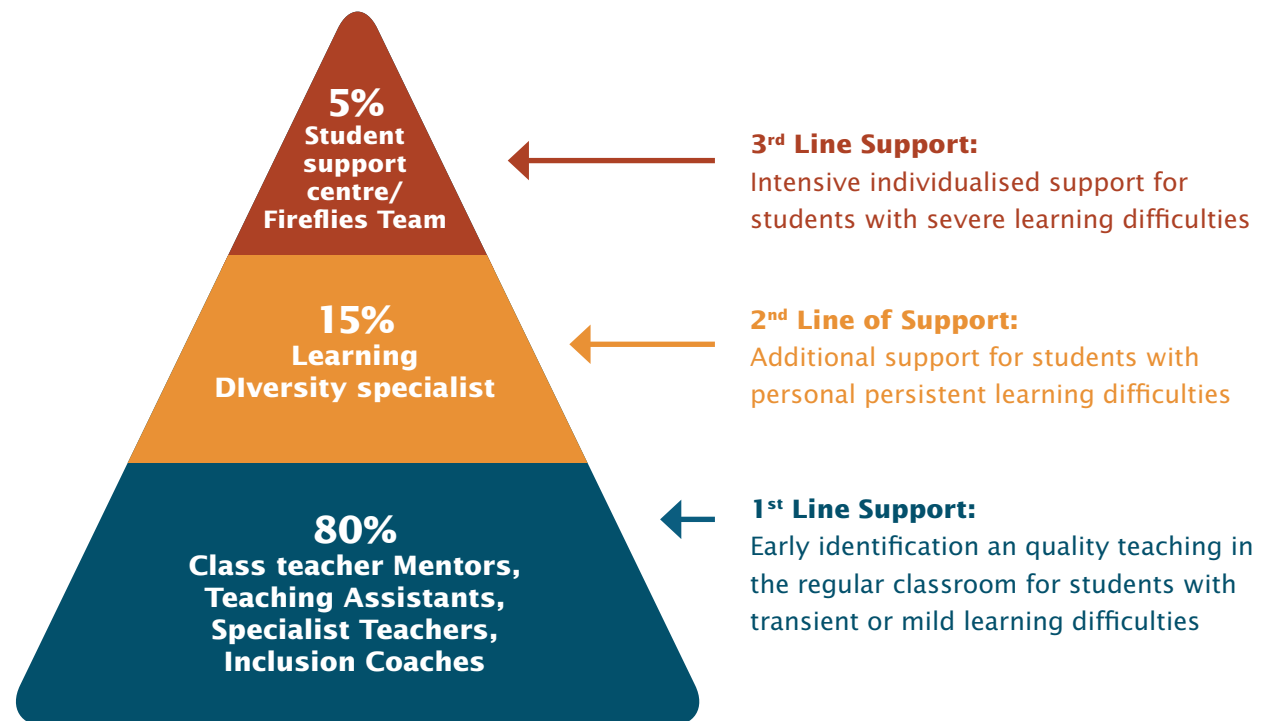 5%
Student
support
centre/
Fireflies Team
3rd Line Support:
Intensive individualised support for
students with severe learning difficulties
15%
Learning
DIversity specialist
2nd Line of Support:
Additional support for students with
personal persistent learning difficulties
80%
Class teacher Mentors,
Teaching Assistants,
Specialist Teachers,
Inclusion Coaches
1st Line Support:
Early identification an quality teaching in
the regular classroom for students with
transient or mild learning difficulties